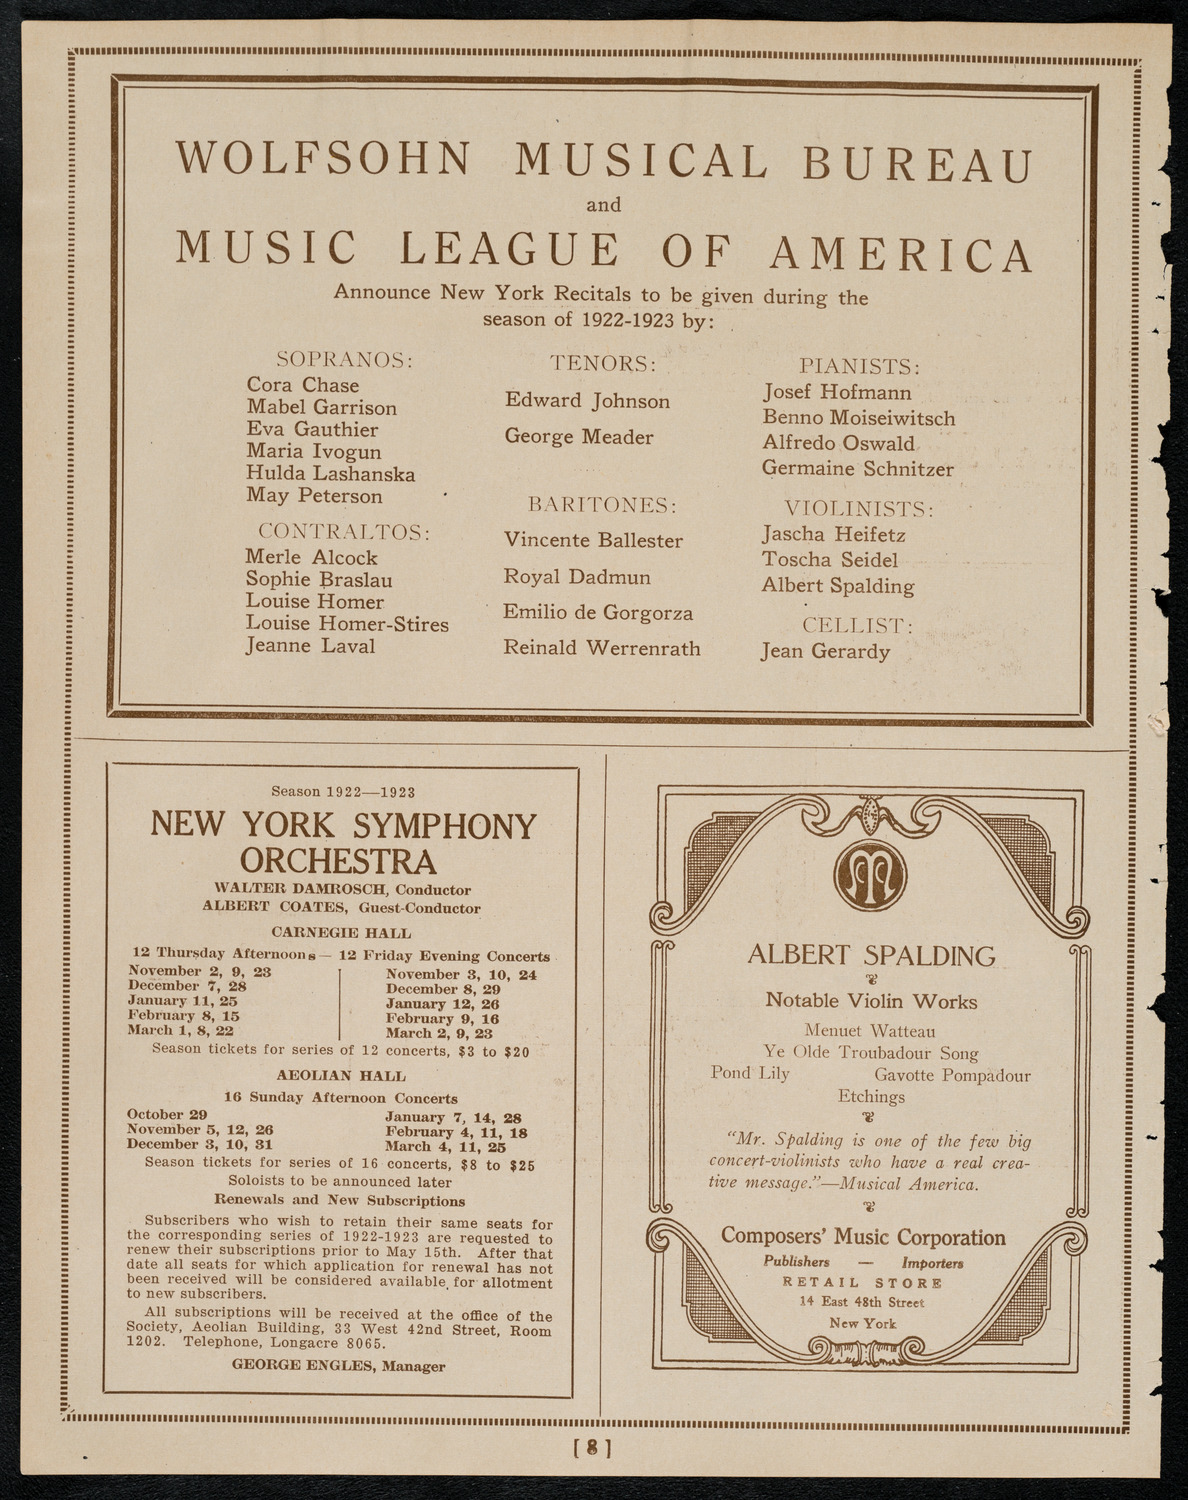 WOLFSOHN MUSICAL BUREAU
and
MUSIC LEAGUE OF AMERICA
Announce New York Recitals to be given during the
season of 1922-1923 by:
SOPRANOS:
Cora Chase
Mabel Garrison
Eva Gauthier
Maria Ivogun
Hulda Lashanska
May Peterson
CONTRALTOS:
Merle Alcock
Sophie Braslau
Louise Homer
Louise Homer-Stires
Jeanne Laval
TENORS:
Edward Johnson
George Meader
BARITONES:
Vincente Ballester
Royal Dadmun
Emilio de Gorgorza
Reinald Werrenrath
PIANISTS:
Josef Hofmann
Benno Moiseiwitsch
Alfredo Oswald
Germaine Schnitzer
VIOLINISTS:
Jascha Heifetz
Toscha Seidel
Albert Spalding
CELLIST:
Jean Gerardy
Season 1922—1923
NEW YORK SYMPHONY
ORCHESTRA
WALTER DAMROSCH, Conductor
ALBERT COATES, Guest-Conductor
CARNEGIE HALL
12 Thursday Afternoons — 12 Friday Evening Concerts
November 2, 9, 23
December 7, 28
January 11, 25
February 8, 15
March 1, 8, 22
November 3, 10, 24
December 8, 29
January 12, 26
February 9, 16
March 2, 9, 23
Season tickets for series of 12 concerts, $3 to $20
AEOLIAN HALL
16 Sunday Afternoon Concerts
October 29
November 5, 12, 26
December 3, 10, 31
January 7, 14, 28
February 4, 11, 18
March 4, 11, 25
Season tickets for series of 16 concerts, $8 to $25
Soloists to be announced later
Renewals and New Subscriptions
Subscribers who wish to retain their same seats for
the corresponding series of 1922-1923 are requested to
renew their subscriptions prior to May 15th. After that
date all seats for which application for renewal has not
been received will be considered available for allotment
to new subscribers.
All subscriptions will be received at the office of the
Society, Aeolian Building, 33 West 42nd Street, Room
1202. Telephone, Longacre 8065.
GEORGE ENGLES, Manager
M
ALBERT SPALDING
Notable Violin Works
Menuet Watteau
Ye Olde Troubadour Song
Pond Lily Gavotte Pompadour
Etchings
"Mr. Spalding is one of the few big
concert-violinists who have a real crea-
tive message."—Musical America.
Composers' Music Corporation
Publishers — Importers
RETAIL STORE
14 East 48th Street
New York
[ 8 ]